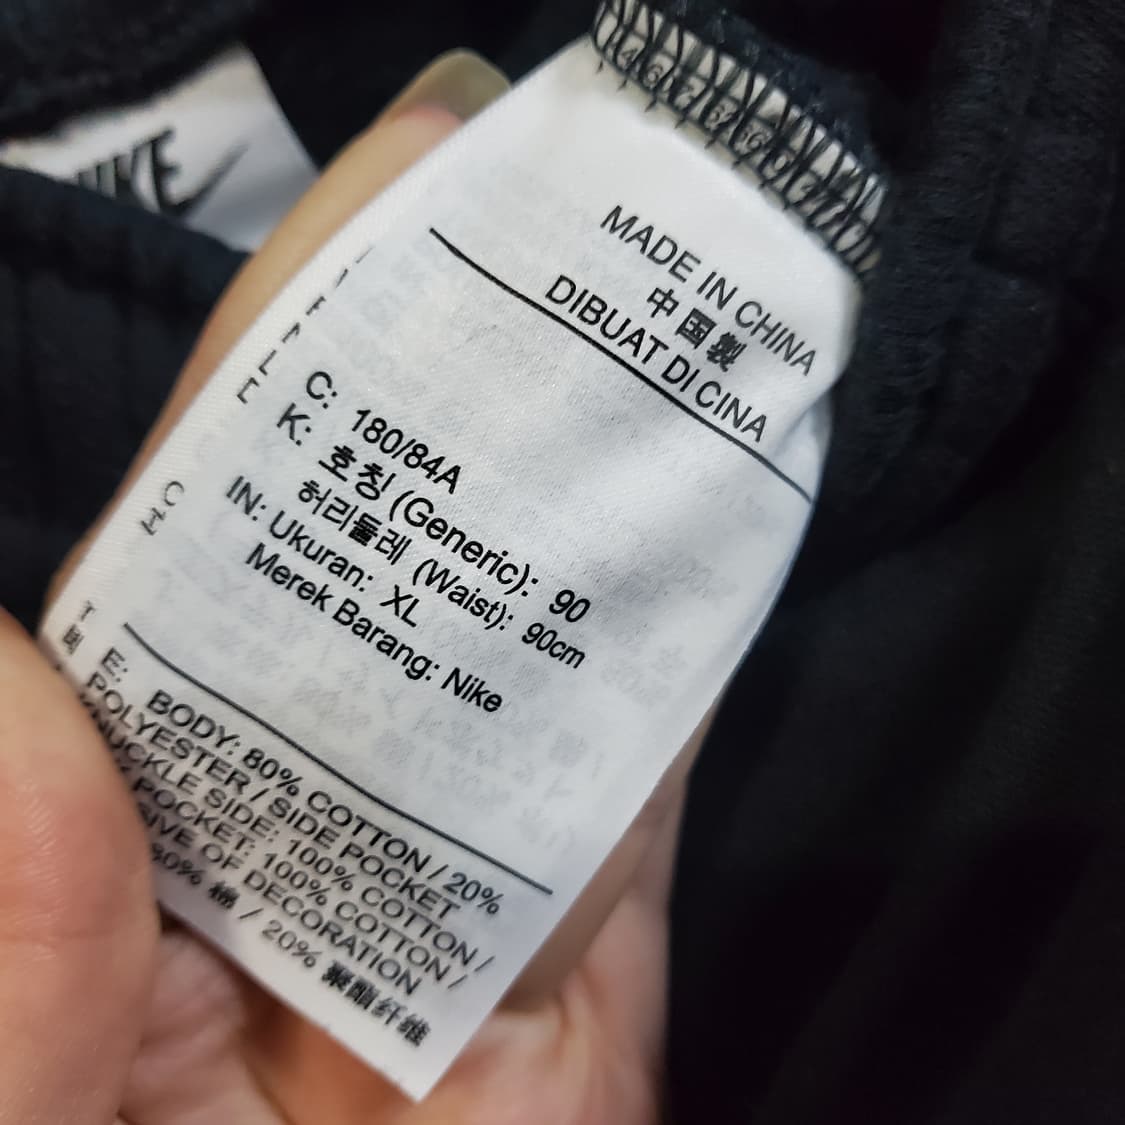 NIKE
MADE IN CHINA
中国製
DIBUAT DI CINA
C: 180/84A
K: 호칭 (Generic): 90
허리둘레 (Waist): 90cm
IN: Ukuran: XL
Merek Barang: Nike
E: BODY: 80% COTTON / 20%
POLYESTER / SIDE POCKET
KNUCKLE SIDE: 100% COTTON /
POCKET: 100% COTTON /
OF DECORATION
80% 棉 / 20% 聚酯纤维